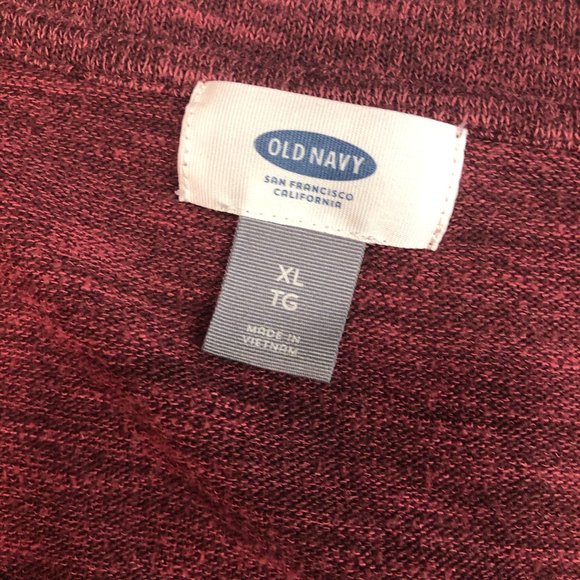 OLD NAVY
SAN FRANCISCO
CALIFORNIA
XL
TG
MADE IN
VIETNAM